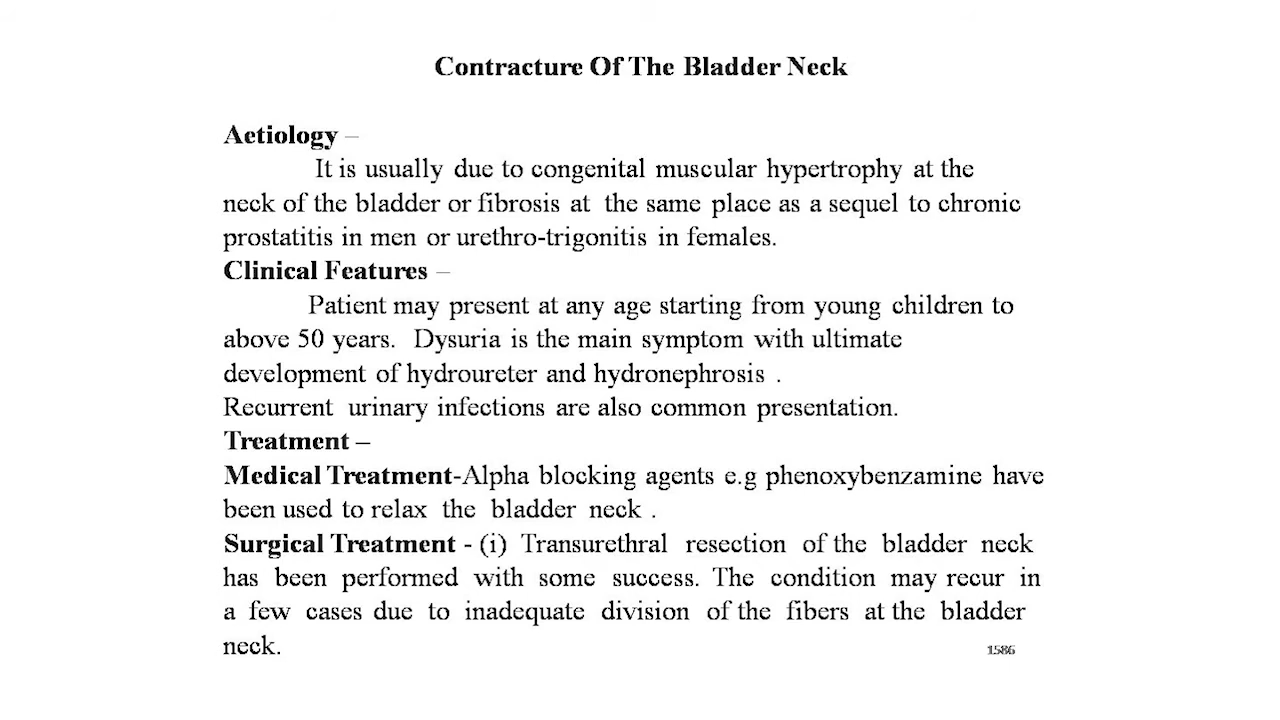 Contracture Of The Bladder Neck
Aetiology –
It is usually due to congenital muscular hypertrophy at the
neck of the bladder or fibrosis at the same place as a sequel to chronic
prostatitis in men or urethro-trigonitis in females.
Clinical Features –
Patient may present at any age starting from young children to
above 50 years. Dysuria is the main symptom with ultimate
development of hydroureter and hydronephrosis .
Recurrent urinary infections are also common presentation.
Treatment –
Medical Treatment-Alpha blocking agents e.g phenoxybenzamine have
been used to relax the bladder neck .
Surgical Treatment - (i) Transurethral resection of the bladder neck
has been performed with some success. The condition may recur in
a few cases due to inadequate division of the fibers at the bladder
neck.
1586